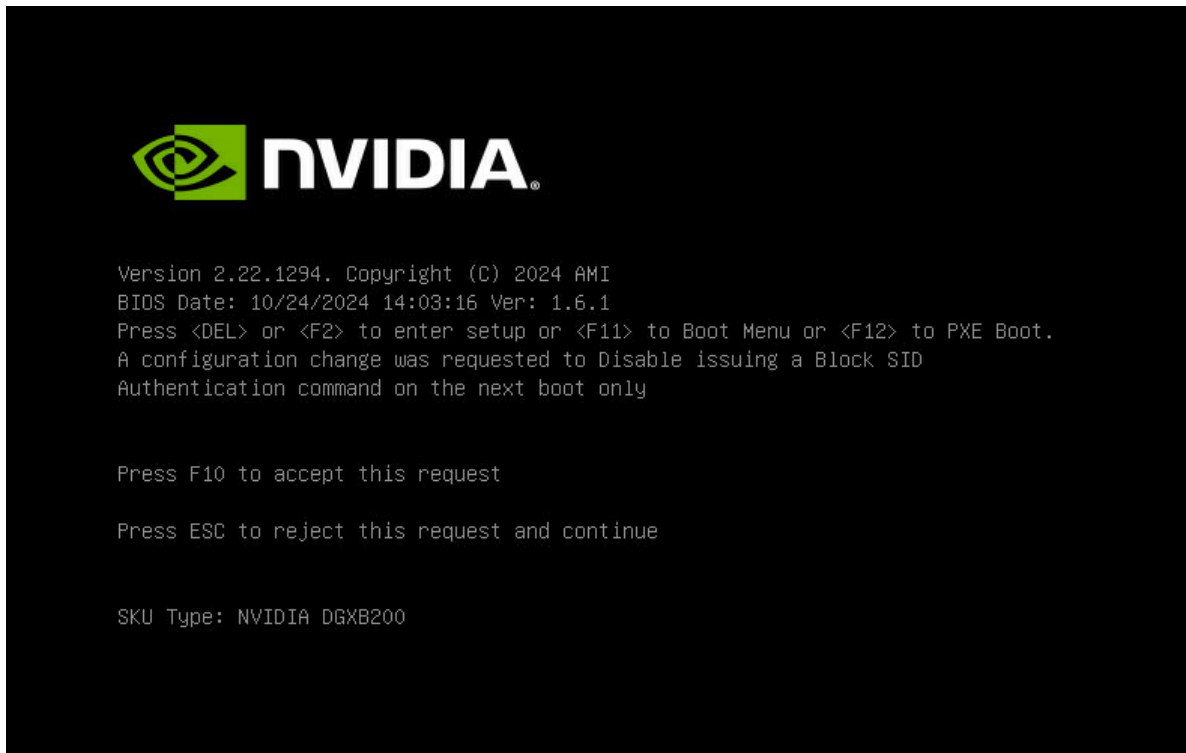 NVIDIA.®
Version 2.22.1294. Copyright (C) 2024 AMI
BIOS Date: 10/24/2024 14:03:16 Ver: 1.6.1
Press <DEL> or <F2> to enter setup or <F11> to Boot Menu or <F12> to PXE Boot.
A configuration change was requested to Disable issuing a Block SID
Authentication command on the next boot only
Press F10 to accept this request
Press ESC to reject this request and continue
SKU Type: NVIDIA DGXB200